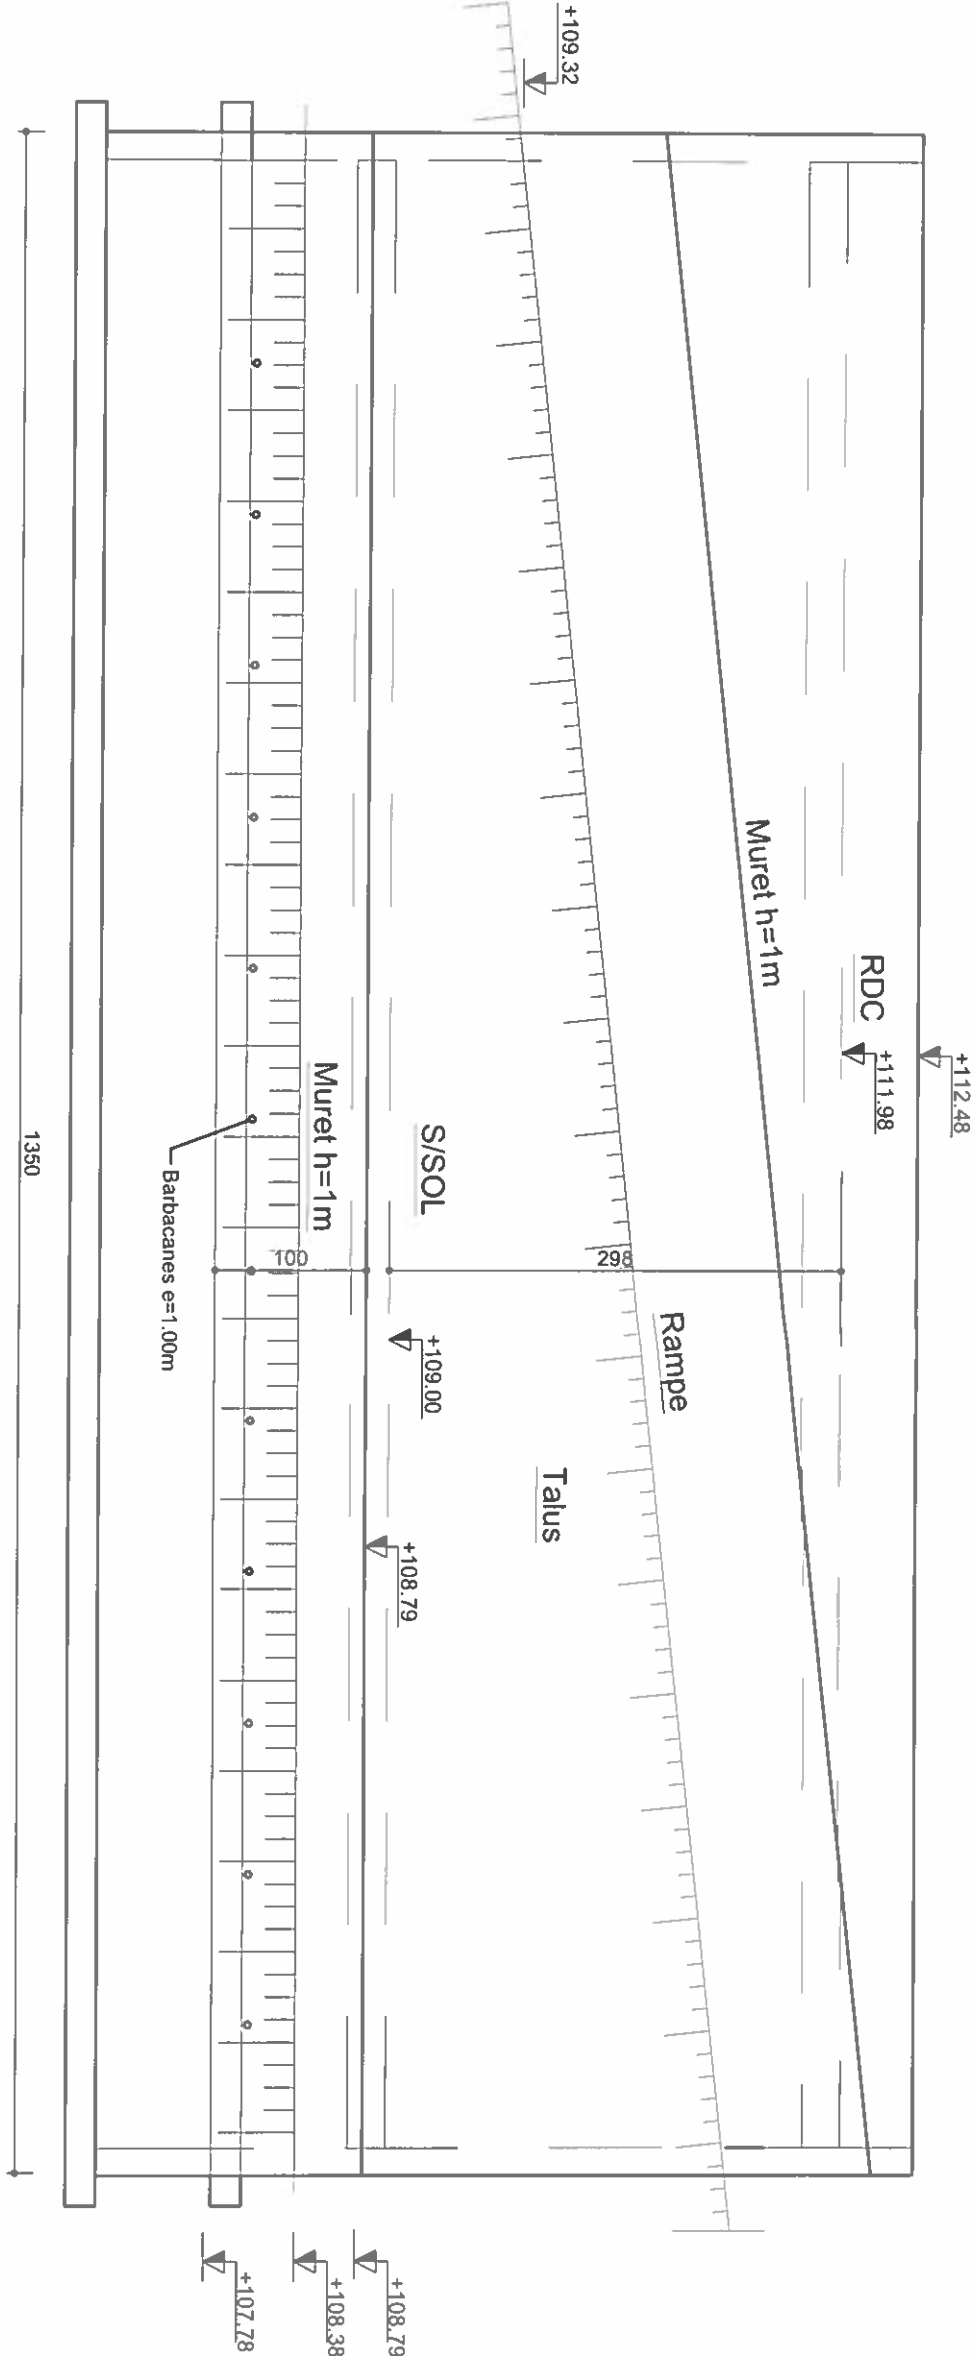 +112.48
+111.98
RDC
Muret h=1m
+109.32
Rampe
298
Talus
S/SOL
+109.00
+108.79
Muret h=1m
100
Barbacanes e=1.00m
1350
+108.79
+108.38
+107.78